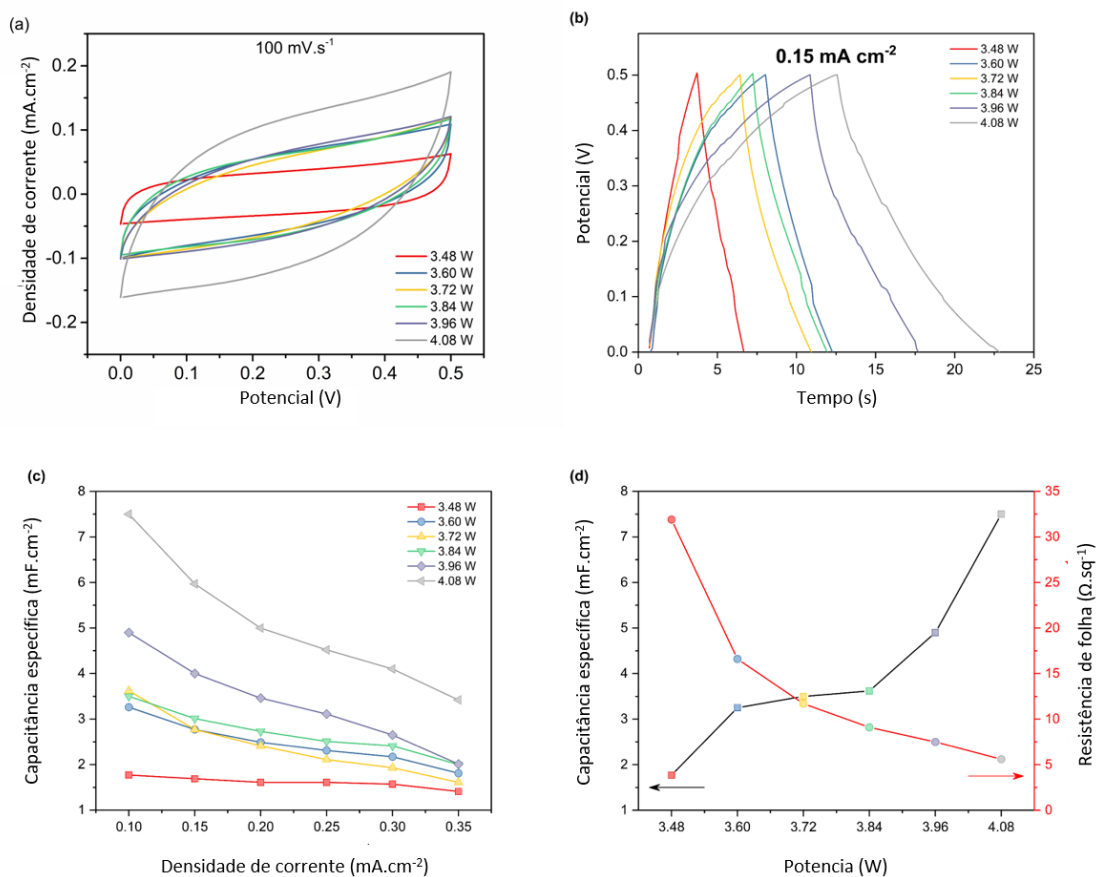 (a)
100 mV.s⁻¹
Densidade de corrente (mA.cm⁻²)
0.2
0.1
0.0
-0.1
-0.2
3.48 W
3.60 W
3.72 W
3.84 W
3.96 W
4.08 W
0.0 0.1 0.2 0.3 0.4 0.5
Potencial (V)
(b)
0.15 mA cm⁻²
Potencial (V)
0.5
0.4
0.3
0.2
0.0
3.48 W
3.60 W
3.72 W
3.84 W
3.96 W
4.08 W
0 5 10 15 20 25
Tempo (s)
(c)
Capacitância específica (mF.cm⁻²)
8
7
6
5
4
3
2
1
3.48 W
3.60 W
3.72 W
3.84 W
3.96 W
4.08 W
0.10 0.15 0.20 0.25 0.30 0.35
Densidade de corrente (mA.cm⁻²)
(d)
Capacitância específica (mF.cm⁻²)
8
7
6
5
4
3
2
1
35
30
25
20
15
10
5
0
Resistência de folha (Ω.sq⁻¹)
3.48 3.60 3.72 3.84 3.96 4.08
Potencia (W)